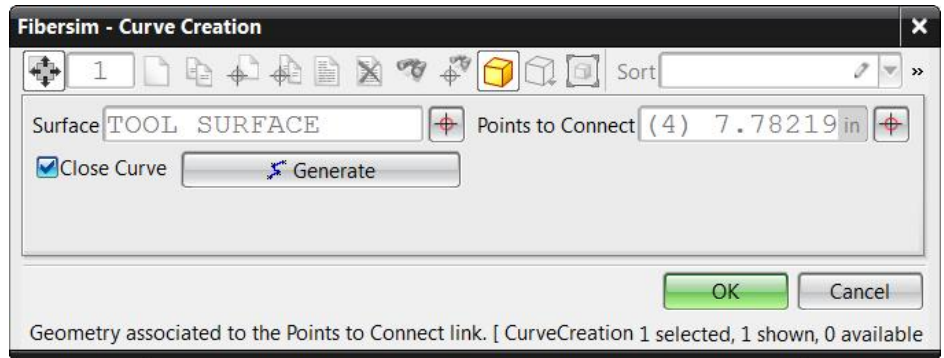 Fibersim - Curve Creation
1 Sort
Surface TOOL SURFACE Points to Connect (4) 7.78219 in
Close Curve Generate
OK Cancel
Geometry associated to the Points to Connect link. [ CurveCreation 1 selected, 1 shown, 0 available